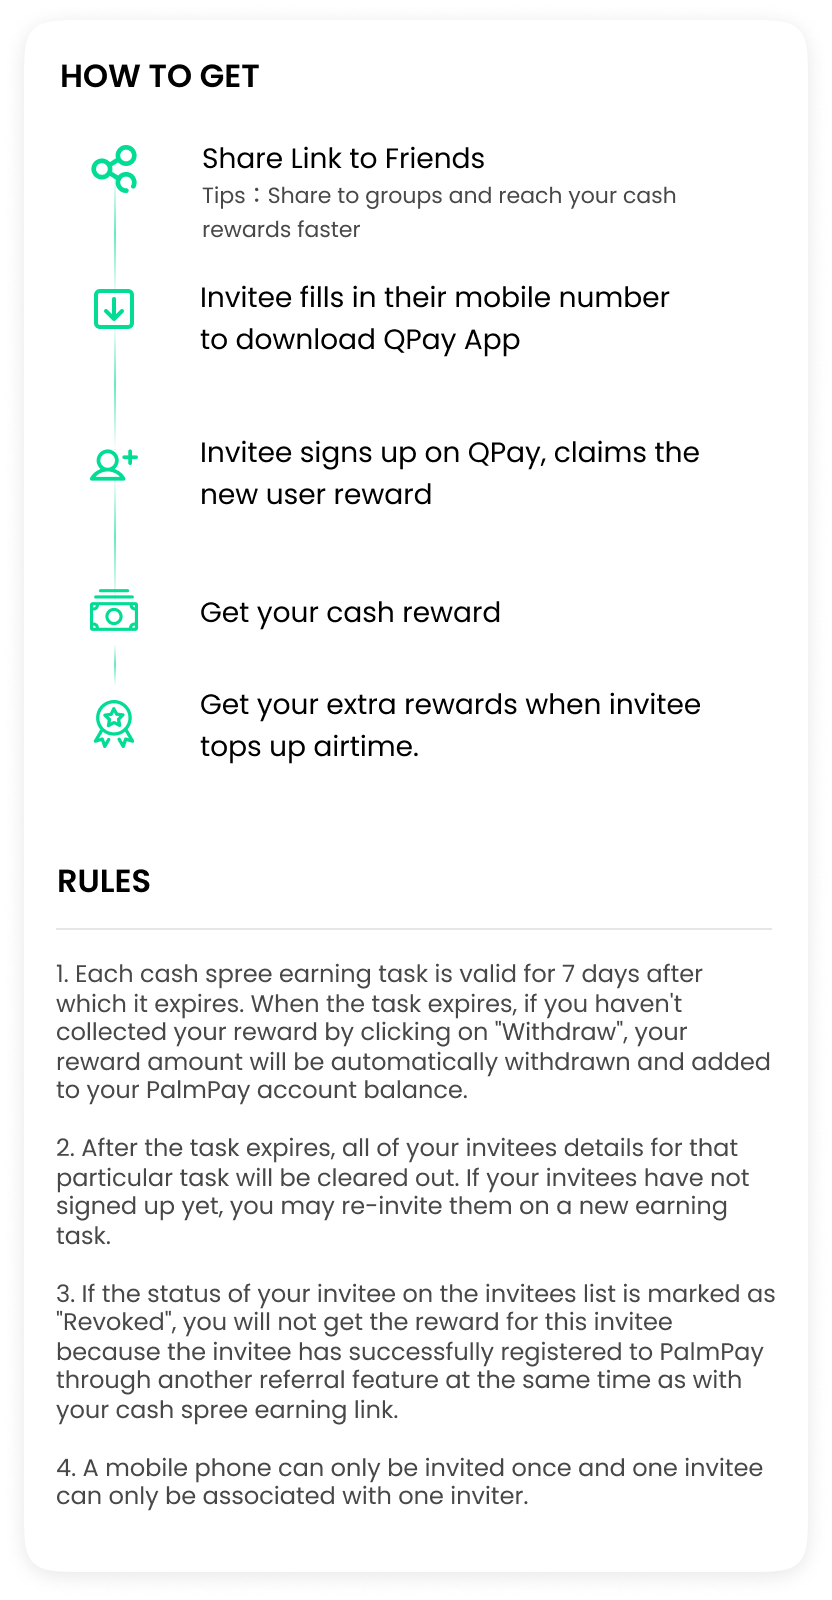 HOW TO GET
Share Link to Friends
Tips：Share to groups and reach your cash
rewards faster
Invitee fills in their mobile number
to download QPay App
Invitee signs up on QPay, claims the
new user reward
Get your cash reward
Get your extra rewards when invitee
tops up airtime.
RULES
1. Each cash spree earning task is valid for 7 days after
which it expires. When the task expires, if you haven't
collected your reward by clicking on "Withdraw", your
reward amount will be automatically withdrawn and added
to your PalmPay account balance.
2. After the task expires, all of your invitees details for that
particular task will be cleared out. If your invitees have not
signed up yet, you may re-invite them on a new earning
task.
3. If the status of your invitee on the invitees list is marked as
"Revoked", you will not get the reward for this invitee
because the invitee has successfully registered to PalmPay
through another referral feature at the same time as with
your cash spree earning link.
4. A mobile phone can only be invited once and one invitee
can only be associated with one inviter.